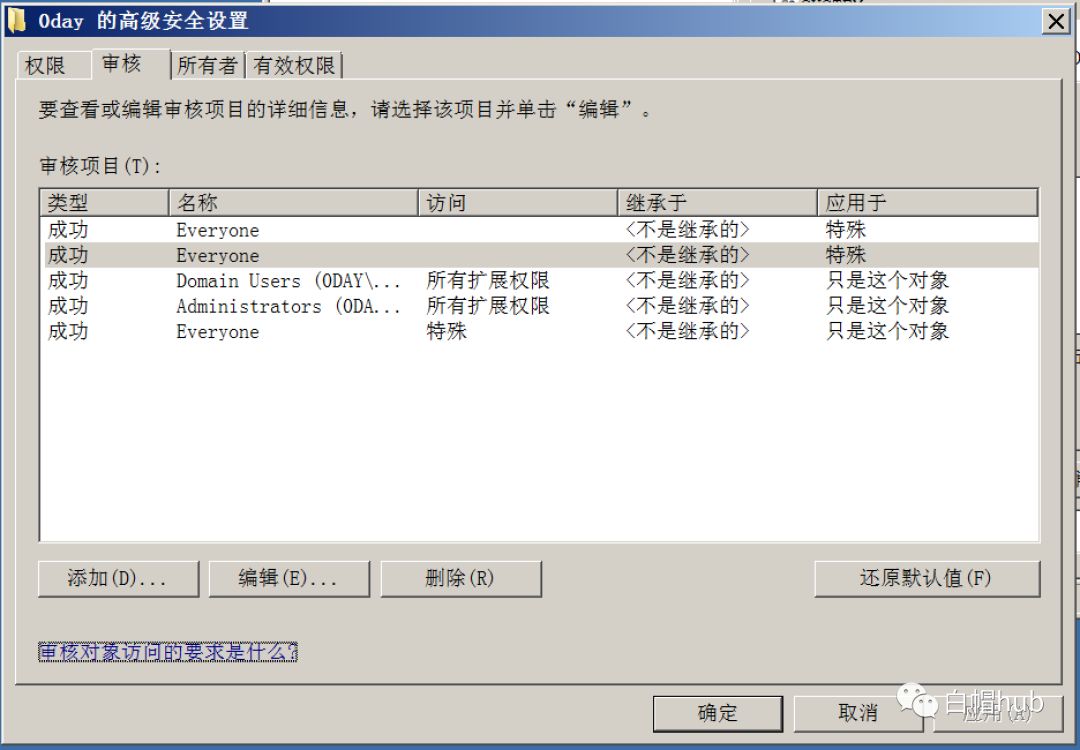 0day 的高级安全设置
权限 审核 所有者 有效权限
要查看或编辑审核项目的详细信息，请选择该项目并单击“编辑”。
审核项目(T):
类型 名称 访问 继承于 应用于
成功 Everyone <不是继承的> 特殊
成功 Everyone <不是继承的> 特殊
成功 Domain Users (ODAY\... 所有扩展权限 <不是继承的> 只是这个对象
成功 Administrators (ODA... 所有扩展权限 <不是继承的> 只是这个对象
成功 Everyone 特殊 <不是继承的> 只是这个对象
添加(D)... 编辑(E)... 删除(R) 还原默认值(F)
审核对象访问的要求是什么?
确定 取消 应用(A)
白帽hub